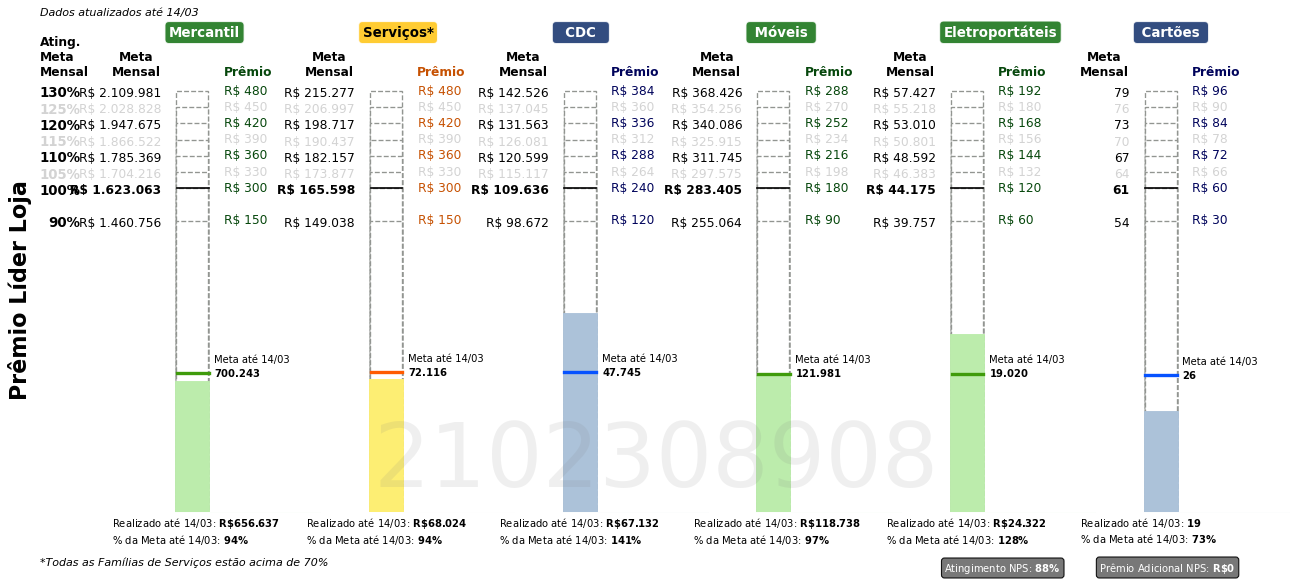 Dados atualizados até 14/03
Mercantil Serviços* CDC Móveis Eletroportáteis Cartões
Ating. Meta Mensal
Meta Mensal Prêmio Meta Mensal Prêmio Meta Mensal Prêmio Meta Mensal Prêmio Meta Mensal Prêmio Meta Mensal Prêmio
130% R$ 2.109.981 R$ 480 R$ 215.277 R$ 480 R$ 142.526 R$ 384 R$ 368.426 R$ 288 R$ 57.427 R$ 192 79 R$ 96
125% R$ 2.028.828 R$ 450 R$ 206.997 R$ 450 R$ 137.045 R$ 360 R$ 354.256 R$ 270 R$ 55.218 R$ 180 76 R$ 90
120% R$ 1.947.675 R$ 420 R$ 198.717 R$ 420 R$ 131.563 R$ 336 R$ 340.086 R$ 252 R$ 53.010 R$ 168 73 R$ 84
115% R$ 1.866.522 R$ 390 R$ 190.437 R$ 390 R$ 126.081 R$ 312 R$ 325.915 R$ 234 R$ 50.801 R$ 156 70 R$ 78
110% R$ 1.785.369 R$ 360 R$ 182.157 R$ 360 R$ 120.599 R$ 288 R$ 311.745 R$ 216 R$ 48.592 R$ 144 67 R$ 72
105% R$ 1.704.216 R$ 330 R$ 173.877 R$ 330 R$ 115.117 R$ 264 R$ 297.575 R$ 198 R$ 46.383 R$ 132 64 R$ 66
100% R$ 1.623.063 R$ 300 R$ 165.598 R$ 300 R$ 109.636 R$ 240 R$ 283.405 R$ 180 R$ 44.175 R$ 120 61 R$ 60
90% R$ 1.460.756 R$ 150 R$ 149.038 R$ 150 R$ 98.672 R$ 120 R$ 255.064 R$ 90 R$ 39.757 R$ 60 54 R$ 30
Prêmio Líder Loja
Meta até 14/03 Meta até 14/03 Meta até 14/03 Meta até 14/03 Meta até 14/03 Meta até 14/03
700.243 72.116 47.745 121.981 19.020 26
2102308908
Realizado até 14/03: R$656.637 Realizado até 14/03: R$68.024 Realizado até 14/03: R$67.132 Realizado até 14/03: R$118.738 Realizado até 14/03: R$24.322 Realizado até 14/03: 19
% da Meta até 14/03: 94% % da Meta até 14/03: 94% % da Meta até 14/03: 141% % da Meta até 14/03: 97% % da Meta até 14/03: 128% % da Meta até 14/03: 73%
*Todas as Famílias de Serviços estão acima de 70%
Atingimento NPS: 88% Prêmio Adicional NPS: R$0